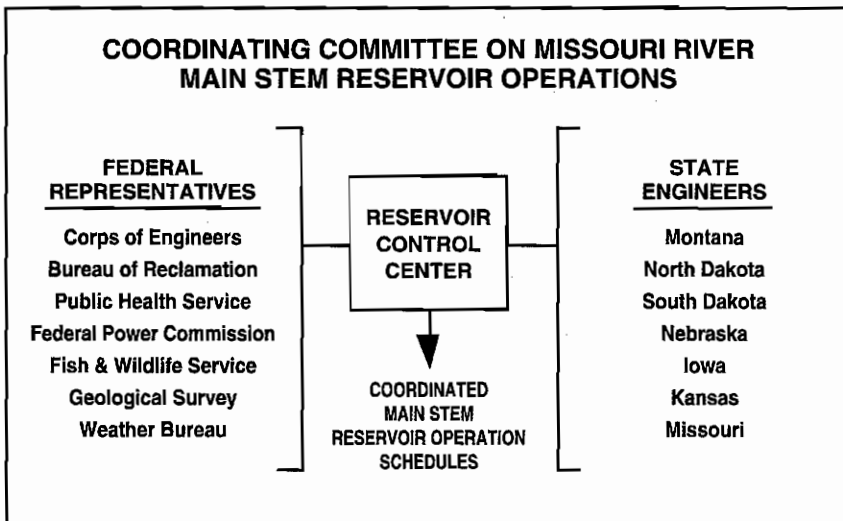 COORDINATING COMMITTEE ON MISSOURI RIVER
MAIN STEM RESERVOIR OPERATIONS
FEDERAL
REPRESENTATIVES
Corps of Engineers
Bureau of Reclamation
Public Health Service
Federal Power Commission
Fish & Wildlife Service
Geological Survey
Weather Bureau
RESERVOIR
CONTROL
CENTER
COORDINATED
MAIN STEM
RESERVOIR OPERATION
SCHEDULES
STATE
ENGINEERS
Montana
North Dakota
South Dakota
Nebraska
Iowa
Kansas
Missouri